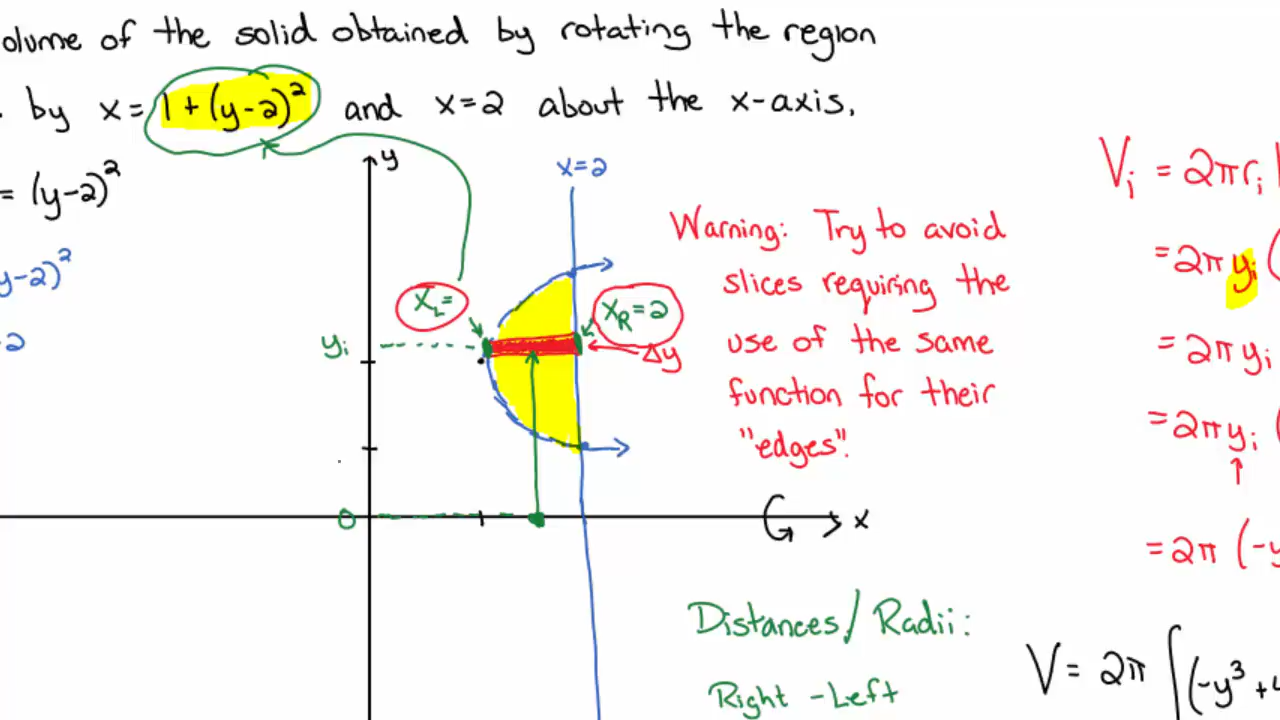 olume of the solid obtained by rotating the region
. by x = 1 + (y-2)² and x=2 about the x-axis.
= (y-2)²
y-2)²
-2
y
x=2
x_L =
x_R = 2
y_i
Δy
0
x
Warning: Try to avoid
slices requiring the
use of the same
function for their
"edges".
Distances/Radii:
Right - Left
V_i = 2πr_i
= 2π y_i (
= 2π y_i
= 2π y_i (
= 2π (-y
V = 2π ∫(-y³ + 4